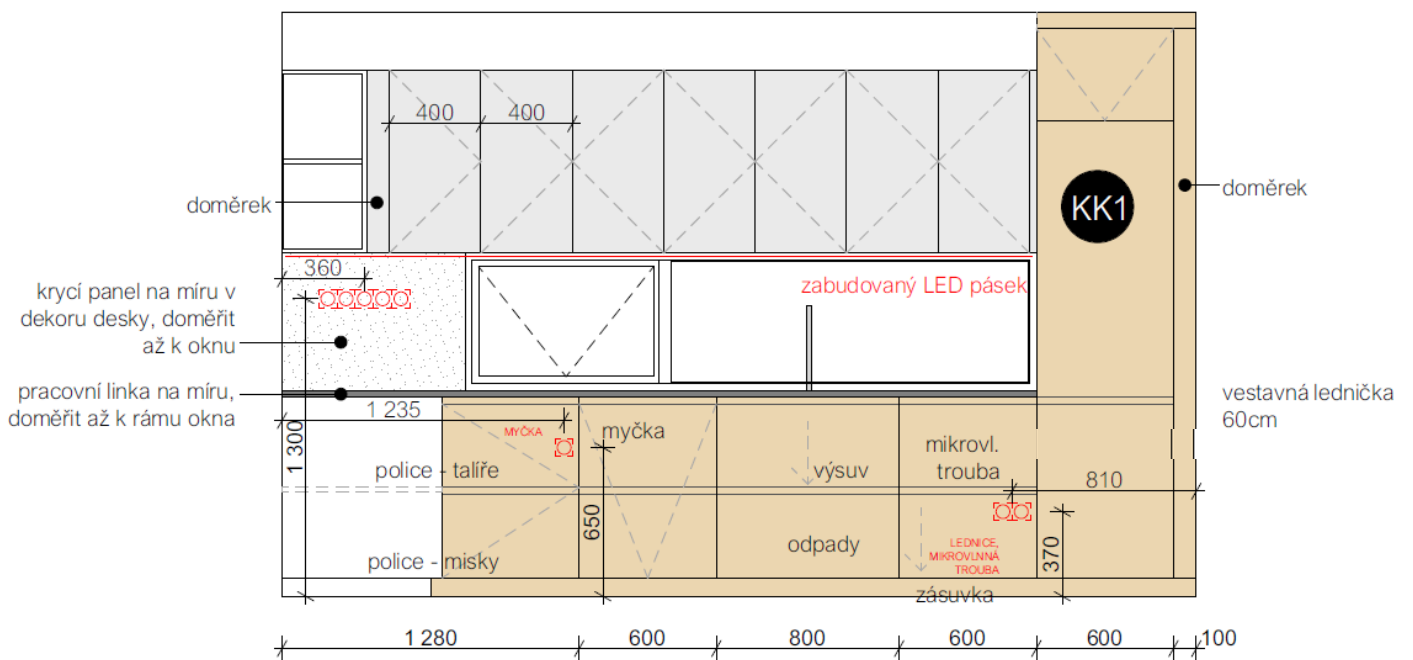 400
400
doměrek
KK1
doměrek
360
zabudovaný LED pásek
krycí panel na míru v
dekoru desky, doměřit
až k oknu
pracovní linka na míru,
doměřit až k rámu okna
vestavná lednička
60cm
1 235
1 300
MYČKA
myčka
police - talíře
výsuv
mikrovl.
trouba
810
650
odpady
LEDNICE,
MIKROVLNNÁ
TROUBA
370
police - misky
zásuvka
1 280
600
800
600
600
100